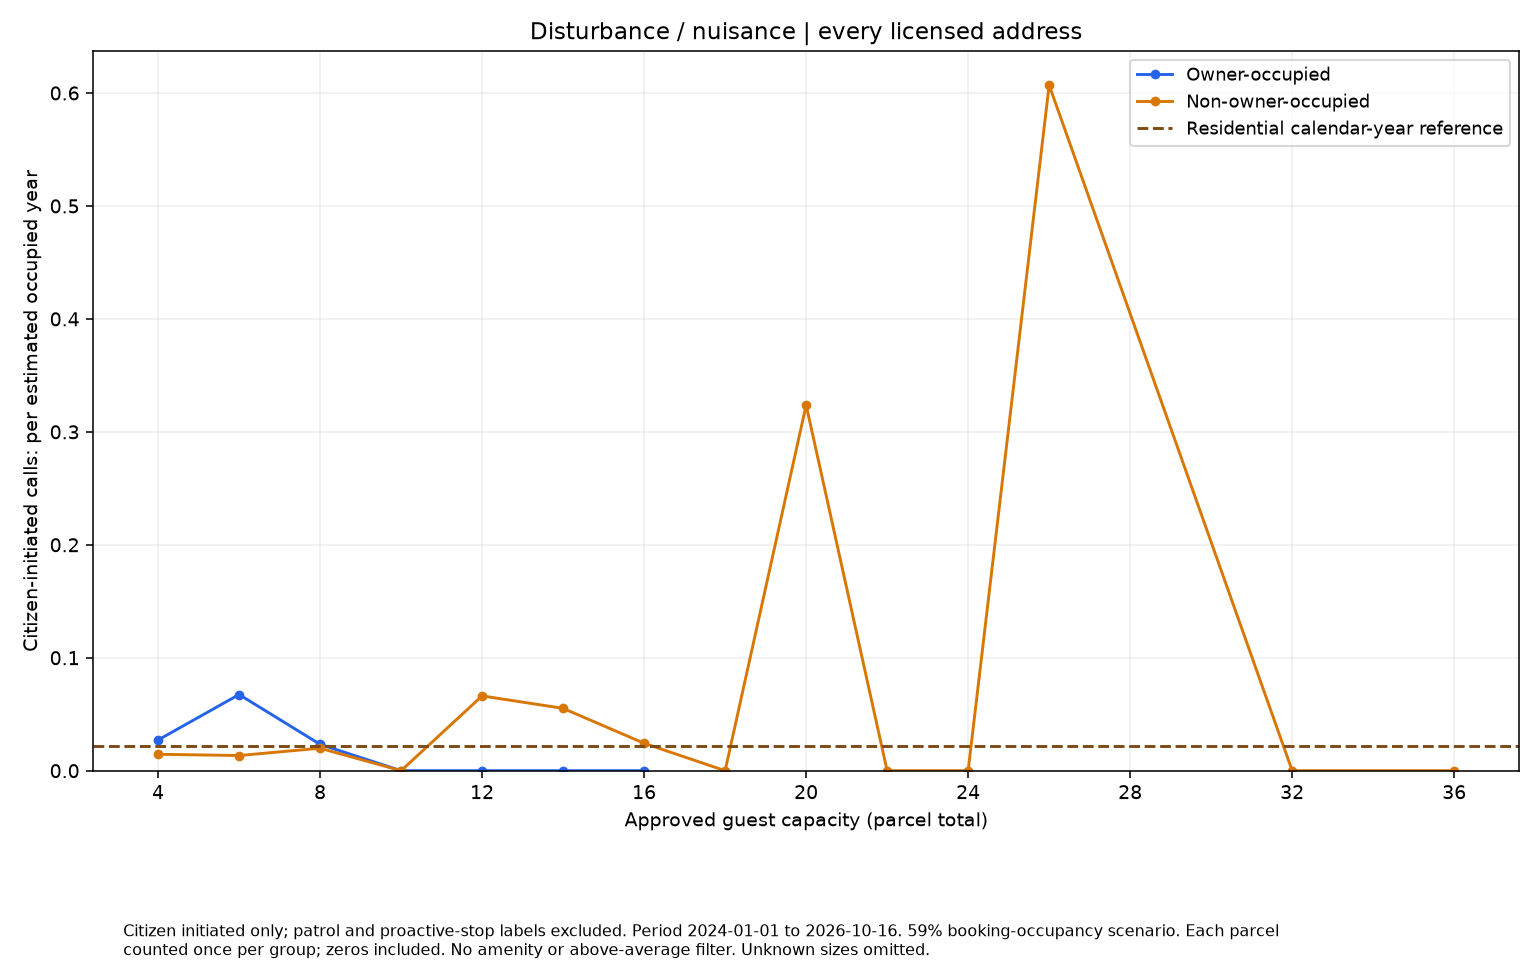 Disturbance / nuisance | every licensed address
Owner-occupied
Non-owner-occupied
Residential calendar-year reference
Citizen-initiated calls: per estimated occupied year
0.6
0.5
0.4
0.3
0.2
0.1
0.0
4 8 12 16 20 24 28 32 36
Approved guest capacity (parcel total)
Citizen initiated only; patrol and proactive-stop labels excluded. Period 2024-01-01 to 2026-10-16. 59% booking-occupancy scenario. Each parcel
counted once per group; zeros included. No amenity or above-average filter. Unknown sizes omitted.